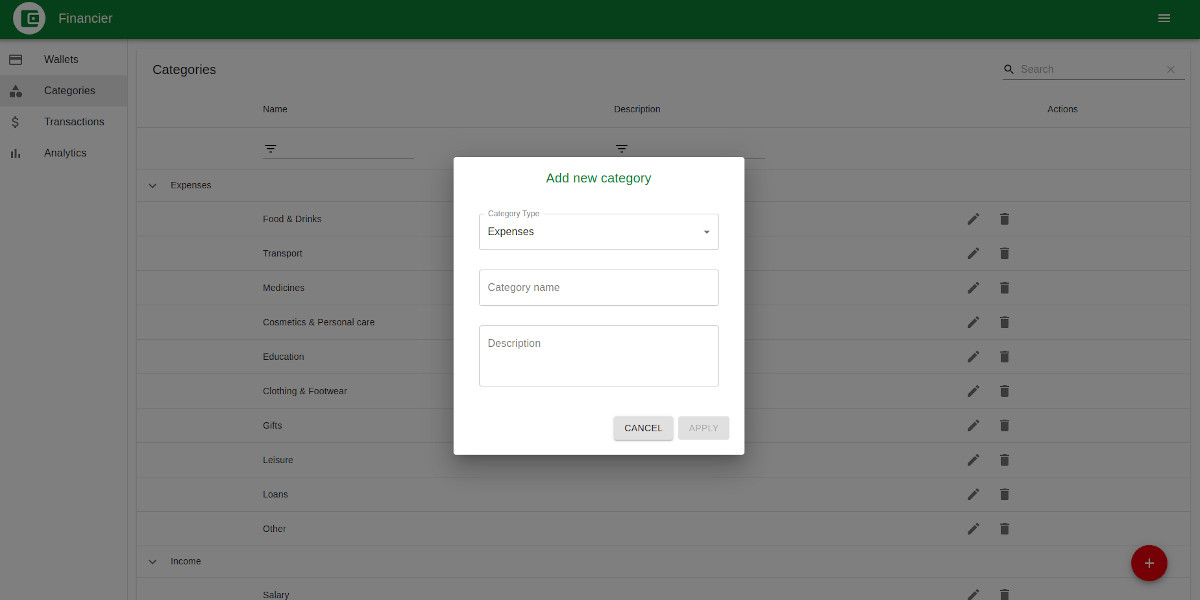 Financier
Wallets
Categories
Transactions
Analytics
Categories
Search
Name
Description
Actions
Expenses
Food & Drinks
Transport
Medicines
Cosmetics & Personal care
Education
Clothing & Footwear
Gifts
Leisure
Loans
Other
Income
Salary
Add new category
Category Type
Expenses
Category name
Description
CANCEL
APPLY